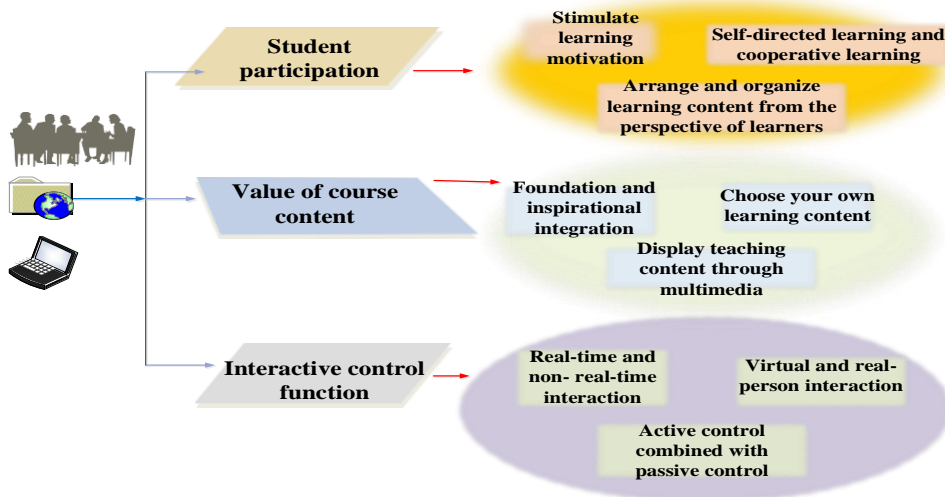 Student
participation
Stimulate
learning
motivation
Self-directed learning and
cooperative learning
Arrange and organize
learning content from the
perspective of learners
Value of course
content
Foundation and
inspirational
integration
Choose your own
learning content
Display teaching
content through
multimedia
Interactive control
function
Real-time and
non- real-time
interaction
Virtual and real-
person interaction
Active control
combined with
passive control